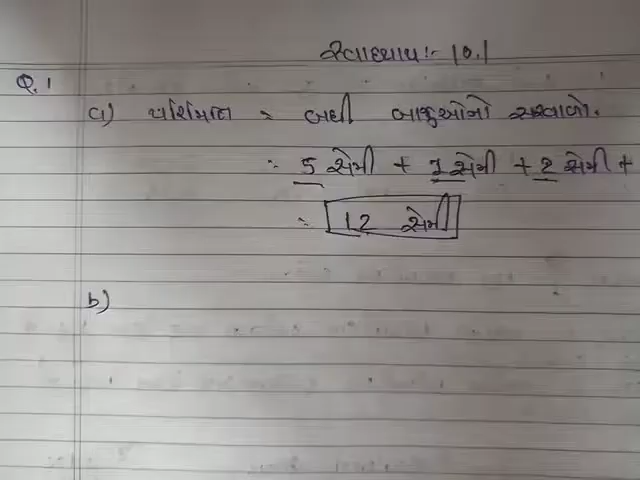 સ્વાધ્યાય :- 10.1
Q.1
a) પરિમિતિ = બધી બાજુઓનો સરવાળો.
= 5 સેમી + 1 સેમી + 2 સેમી +
= 12 સેમી
b)